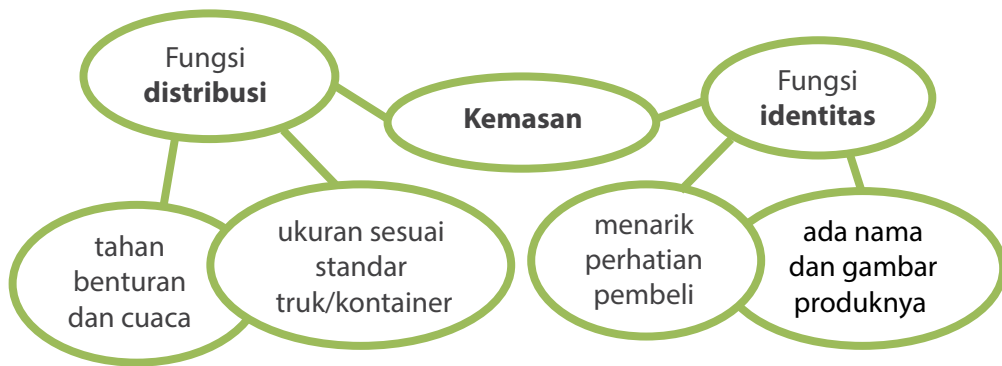 Fungsi
distribusi
Kemasan
Fungsi
identitas
tahan
benturan
dan cuaca
ukuran sesuai
standar
truk/kontainer
menarik
perhatian
pembeli
ada nama
dan gambar
produknya